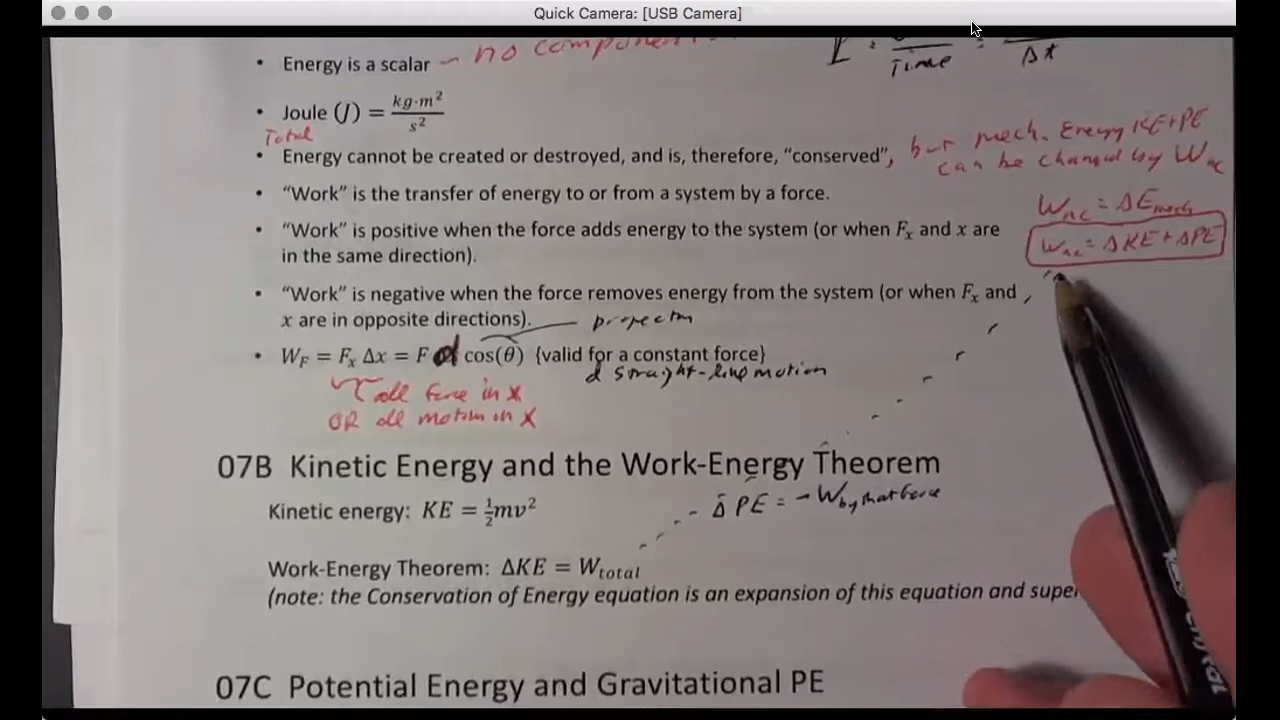 Quick Camera: [USB Camera]
• Energy is a scalar – no component
Time Δt
• Joule (J) = kg·m² / s²
Total
• Energy cannot be created or destroyed, and is, therefore, “conserved”, but mech. Energy KE+PE
can be changed by Wnc
• “Work” is the transfer of energy to or from a system by a force.
Wnc = ΔEmech
• “Work” is positive when the force adds energy to the system (or when Fx and x are
in the same direction).
Wnc = ΔKE + ΔPE
• “Work” is negative when the force removes energy from the system (or when Fx and
x are in opposite directions).
• WF = Fx Δx = F d cos(θ) {valid for a constant force}
d straight-line motion
all force in x
OR all motion in x
07B Kinetic Energy and the Work-Energy Theorem
ΔPE = -Wby that force
Kinetic energy: KE = ½mv²
Work-Energy Theorem: ΔKE = Wtotal
(note: the Conservation of Energy equation is an expansion of this equation and super
07C Potential Energy and Gravitational PE